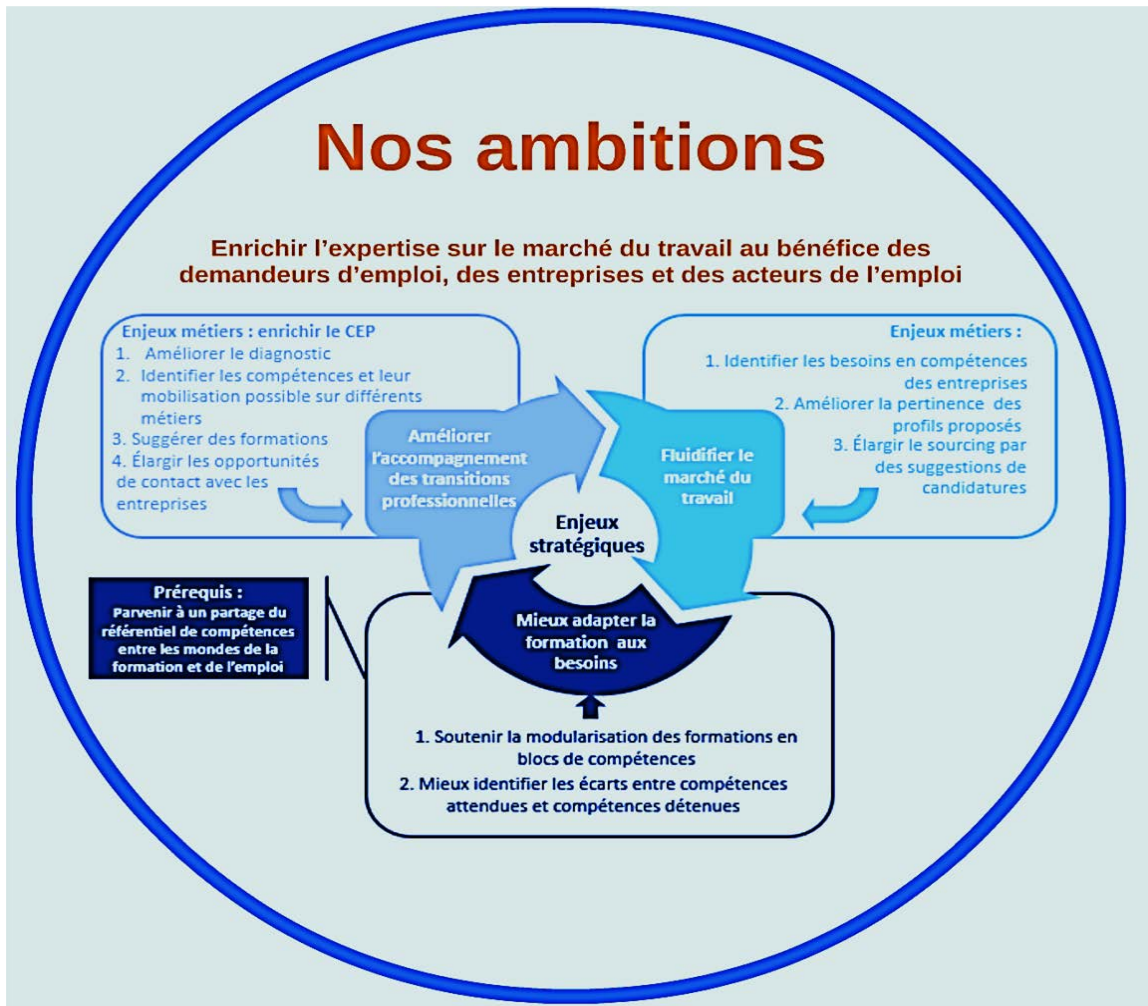 Nos ambitions
Enrichir l’expertise sur le marché du travail au bénéfice des
demandeurs d’emploi, des entreprises et des acteurs de l’emploi
Enjeux métiers : enrichir le CEP
1. Améliorer le diagnostic
2. Identifier les compétences et leur
mobilisation possible sur différents
métiers
3. Suggérer des formations
4. Élargir les opportunités
de contact avec les
entreprises
Améliorer
l’accompagnement
des transitions
professionnelles
Fluidifier le
marché du
travail
Enjeux métiers :
1. Identifier les besoins en compétences
des entreprises
2. Améliorer la pertinence des
profils proposés
3. Élargir le sourcing par
des suggestions de
candidatures
Enjeux
stratégiques
Prérequis :
Parvenir à un partage du
référentiel de compétences
entre les mondes de la
formation et de l’emploi
Mieux adapter la
formation aux
besoins
1. Soutenir la modularisation des formations en
blocs de compétences
2. Mieux identifier les écarts entre compétences
attendues et compétences détenues